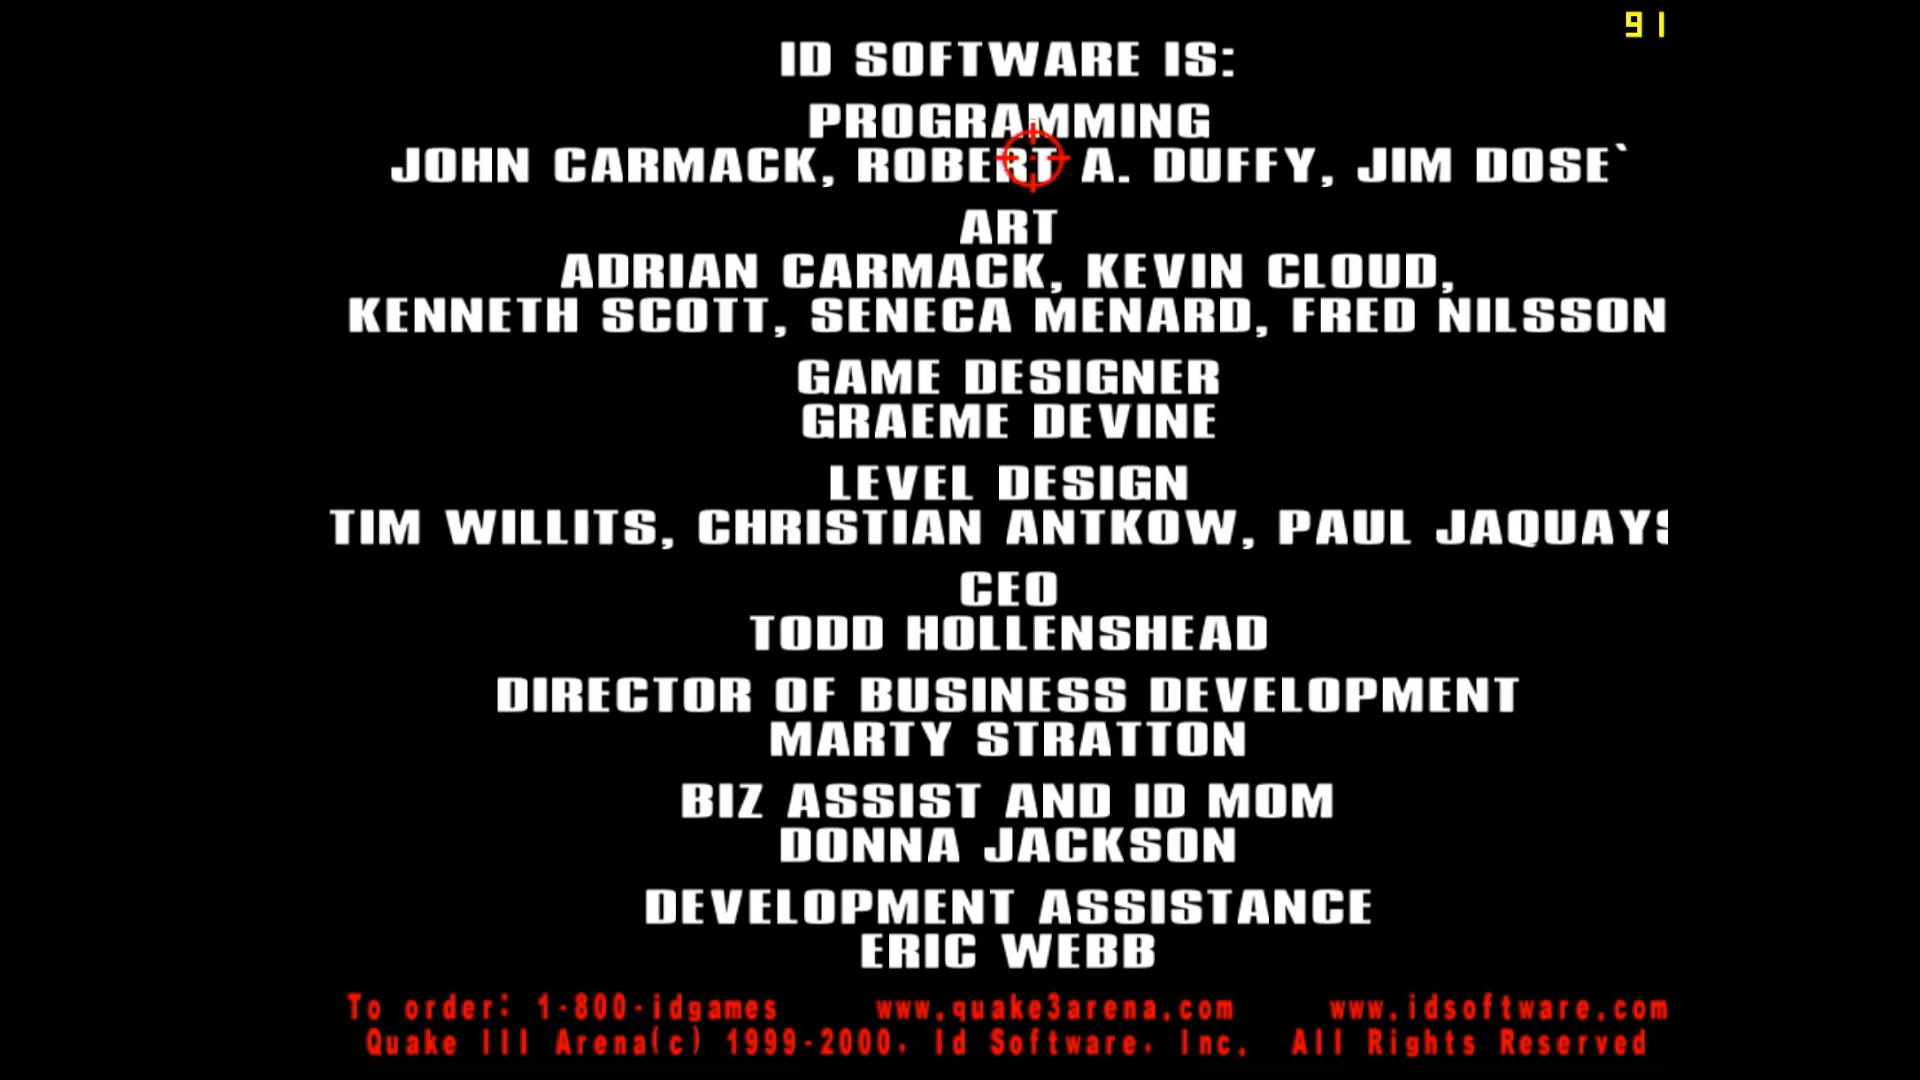 91
ID SOFTWARE IS:
PROGRAMMING
JOHN CARMACK, ROBERT A. DUFFY, JIM DOSE`
ART
ADRIAN CARMACK, KEVIN CLOUD,
KENNETH SCOTT, SENECA MENARD, FRED NILSSON
GAME DESIGNER
GRAEME DEVINE
LEVEL DESIGN
TIM WILLITS, CHRISTIAN ANTKOW, PAUL JAQUAYS
CEO
TODD HOLLENSHEAD
DIRECTOR OF BUSINESS DEVELOPMENT
MARTY STRATTON
BIZ ASSIST AND ID MOM
DONNA JACKSON
DEVELOPMENT ASSISTANCE
ERIC WEBB
To order: 1-800-idgames www.quake3arena.com www.idsoftware.com
Quake III Arena(c) 1999-2000, Id Software, Inc. All Rights Reserved